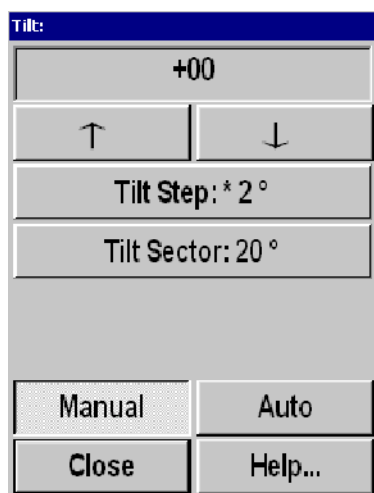 Tilt:
+00
↑ ↓
Tilt Step: * 2 °
Tilt Sector: 20 °
Manual Auto
Close Help...